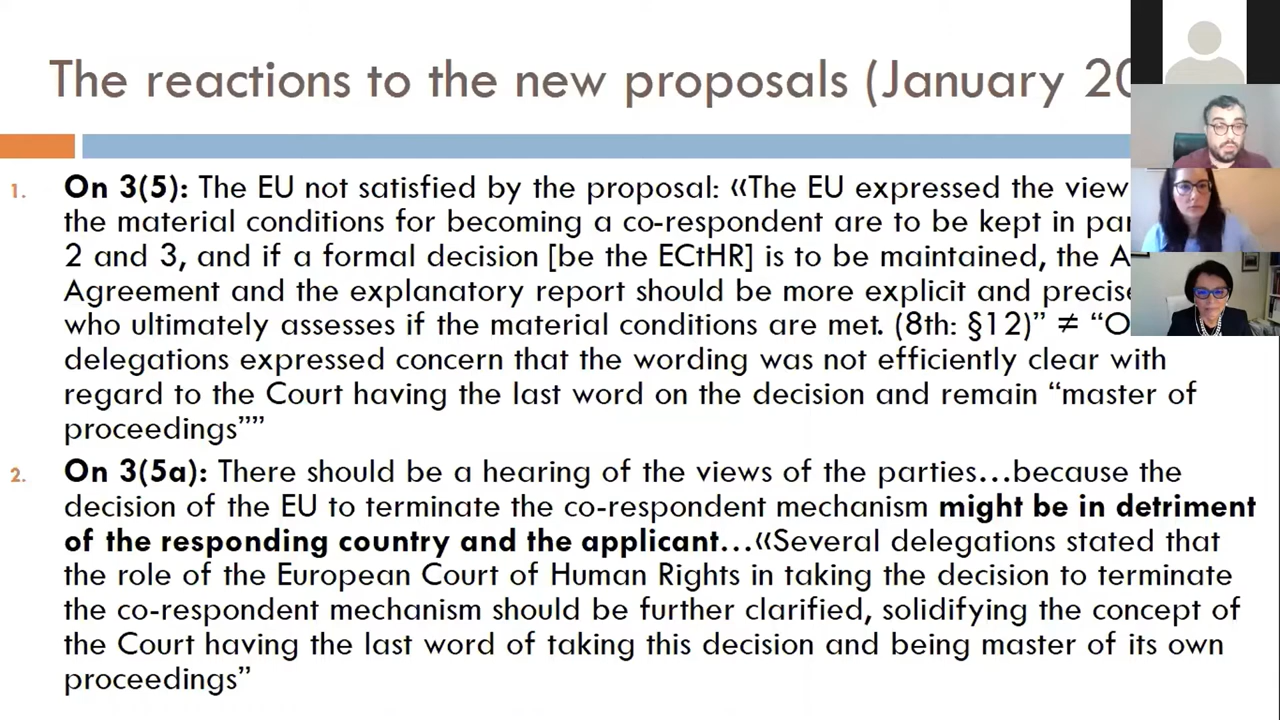 The reactions to the new proposals (January 20
1. On 3(5): The EU not satisfied by the proposal: «The EU expressed the view
the material conditions for becoming a co-respondent are to be kept in par
2 and 3, and if a formal decision [be the ECtHR] is to be maintained, the A
Agreement and the explanatory report should be more explicit and precise
who ultimately assesses if the material conditions are met. (8th: §12)” ≠ “O
delegations expressed concern that the wording was not efficiently clear with
regard to the Court having the last word on the decision and remain “master of
proceedings””
2. On 3(5a): There should be a hearing of the views of the parties…because the
decision of the EU to terminate the co-respondent mechanism might be in detriment
of the responding country and the applicant…«Several delegations stated that
the role of the European Court of Human Rights in taking the decision to terminate
the co-respondent mechanism should be further clarified, solidifying the concept of
the Court having the last word of taking this decision and being master of its own
proceedings”